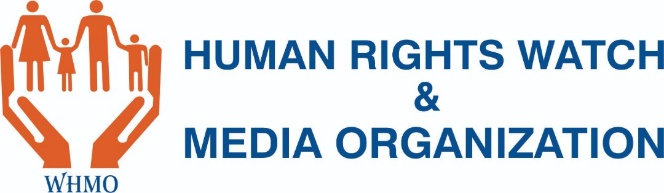 HUMAN RIGHTS WATCH
&
MEDIA ORGANIZATION
WHMO